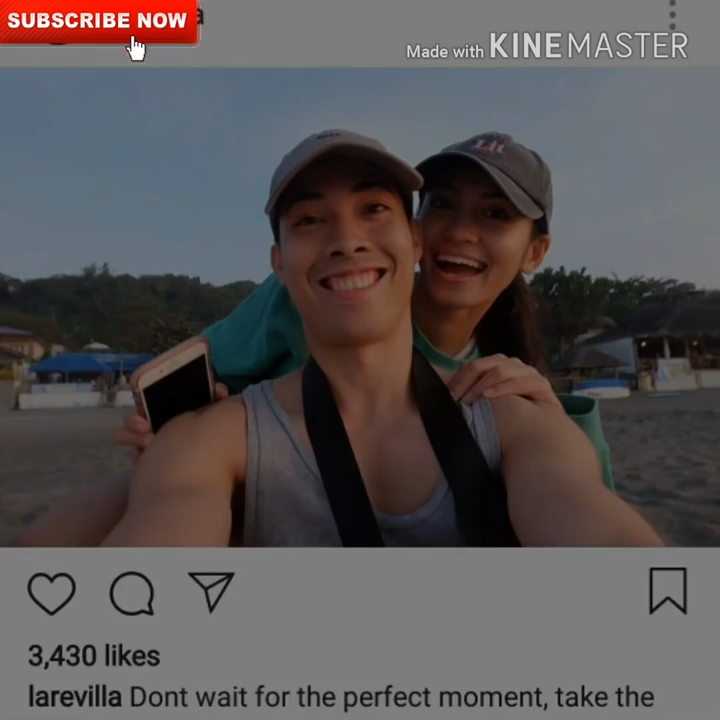 SUBSCRIBE NOW
Made with KINEMASTER
Lit
3,430 likes
larevilla Dont wait for the perfect moment, take the